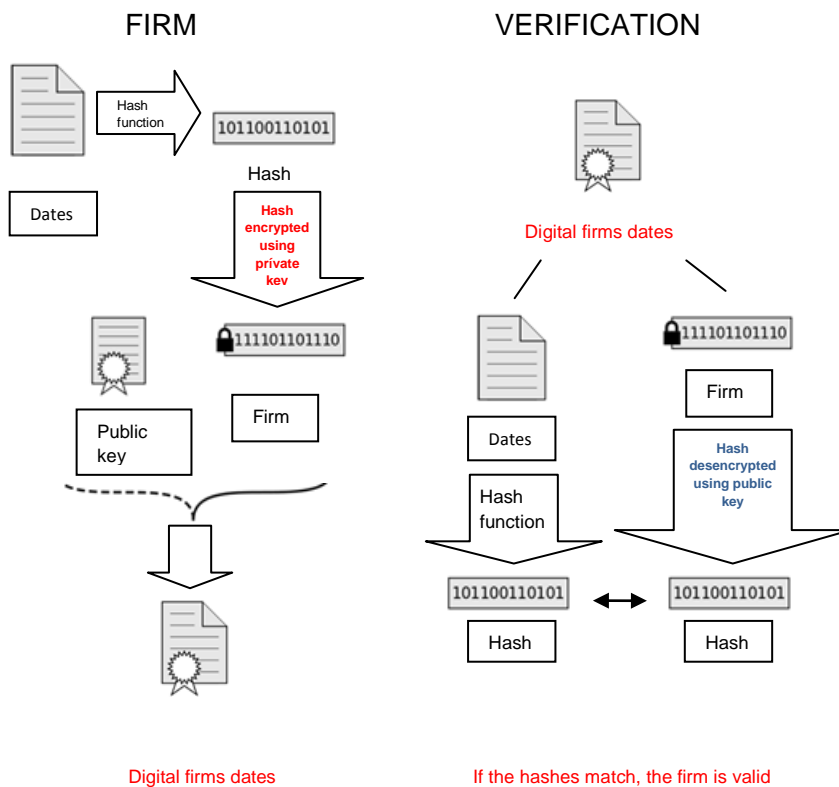 FIRM
Hash
function
101100110101
Hash
Dates
Hash
encrypted
using
prívate
kev
111101101110
Public
key
Firm
Digital firms dates
VERIFICATION
Digital firms dates
111101101110
Firm
Dates
Hash
desencrypted
using public
key
Hash
function
101100110101
101100110101
Hash
Hash
If the hashes match, the firm is valid